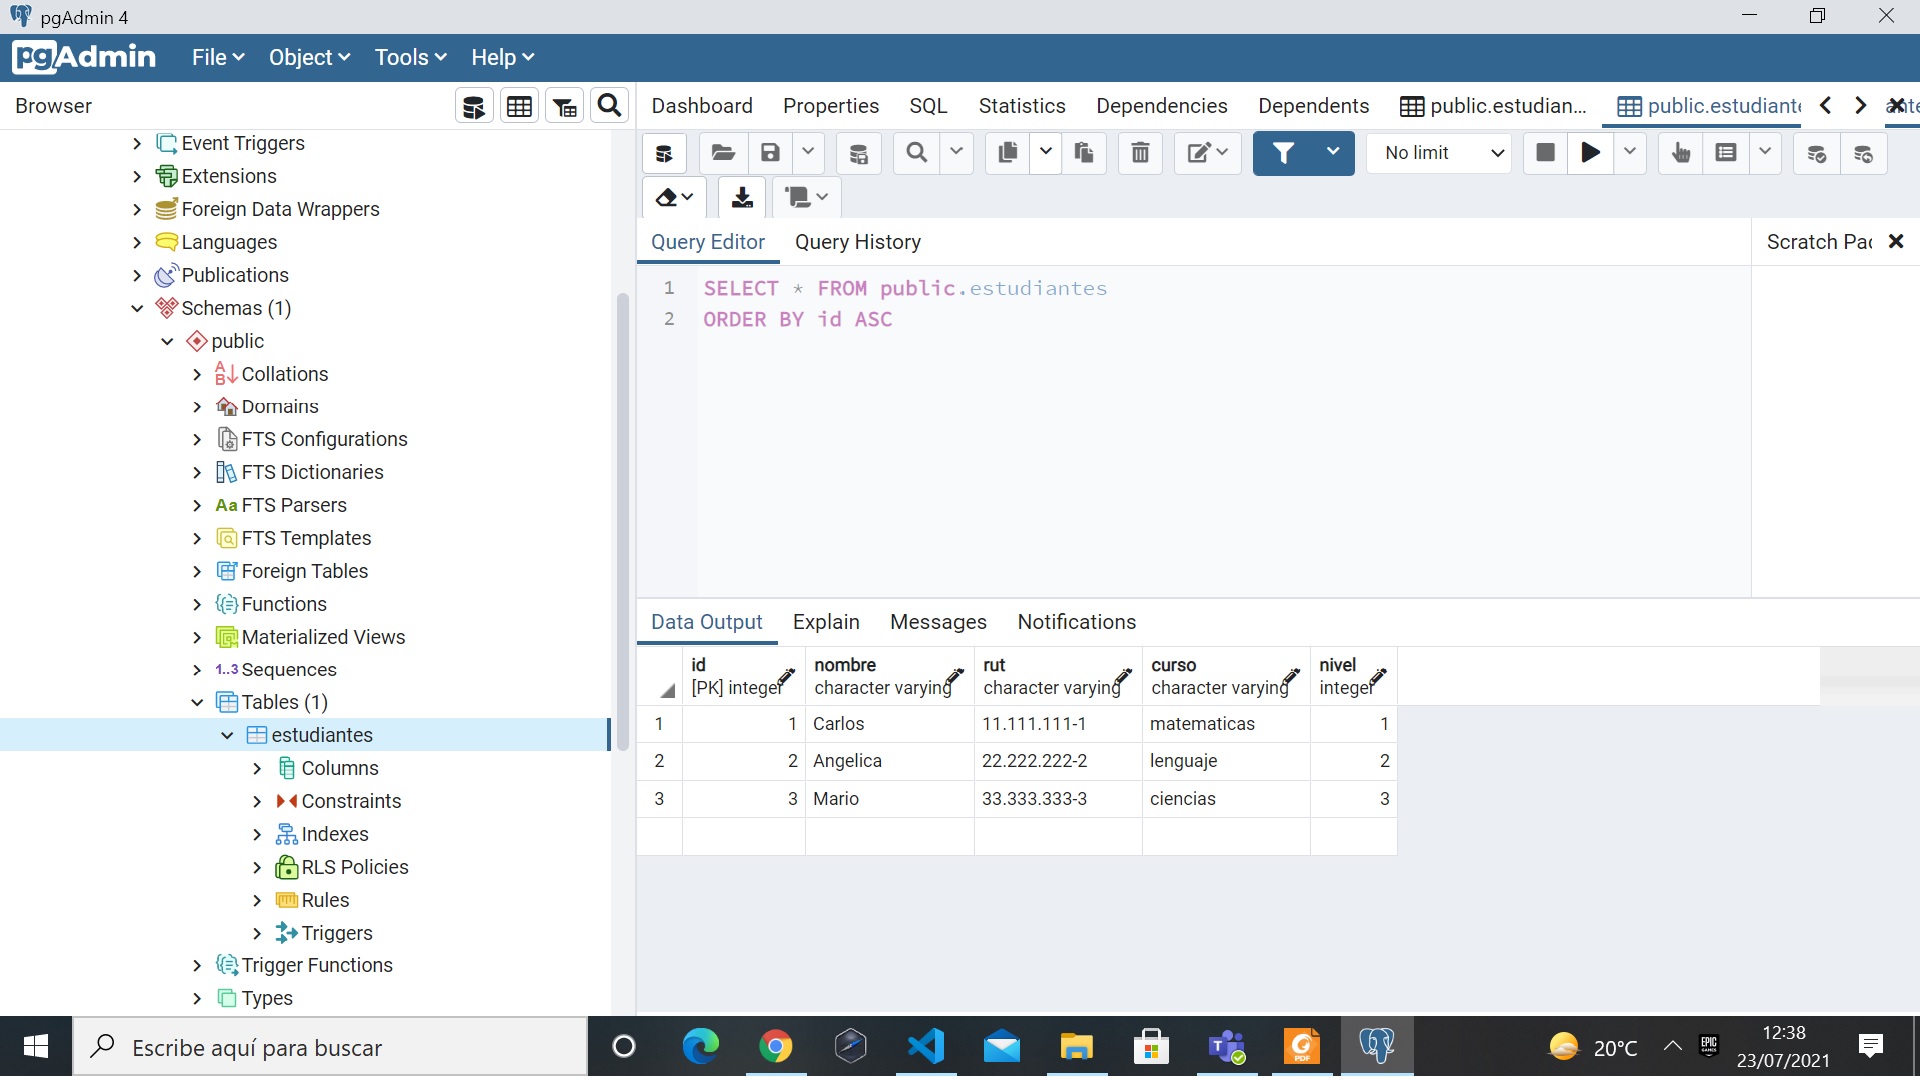 pgAdmin 4
pgAdmin File Object Tools Help
Browser
Dashboard Properties SQL Statistics Dependencies Dependents public.estudian... public.estudiante
No limit
Event Triggers
Extensions
Foreign Data Wrappers
Languages
Publications
Schemas (1)
public
Collations
Domains
FTS Configurations
FTS Dictionaries
Aa FTS Parsers
FTS Templates
Foreign Tables
Functions
Materialized Views
1..3 Sequences
Tables (1)
estudiantes
Columns
Constraints
Indexes
RLS Policies
Rules
Triggers
Trigger Functions
Types
Query Editor Query History
Scratch Pac
1 SELECT * FROM public.estudiantes
2 ORDER BY id ASC
Data Output Explain Messages Notifications
id nombre rut curso nivel
[PK] integer character varying character varying character varying integer
1 1 Carlos 11.111.111-1 matematicas 1
2 2 Angelica 22.222.222-2 lenguaje 2
3 3 Mario 33.333.333-3 ciencias 3
Escribe aquí para buscar
20°C
EPIC GAMES
12:38
23/07/2021